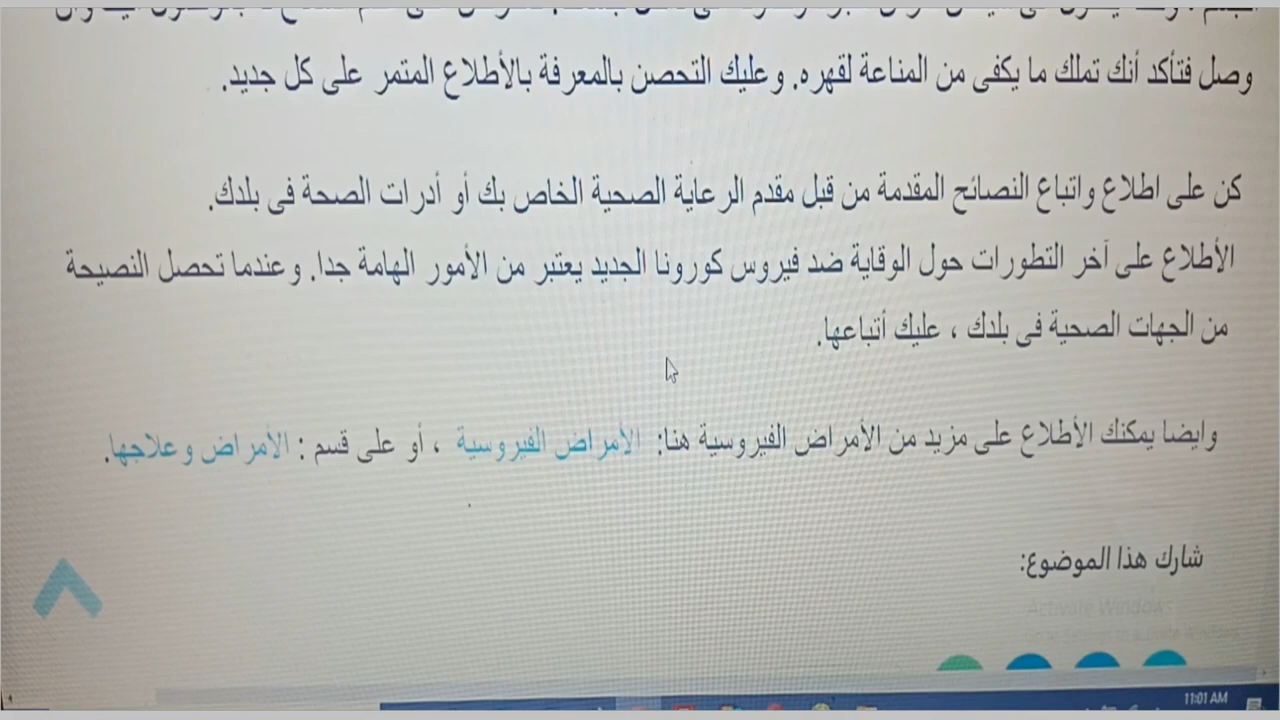 وصل فتأكد أنك تملك ما يكفى من المناعة لقهره. وعليك التحصن بالمعرفة بالأطلاع المتمر على كل جديد.
كن على اطلاع واتباع النصائح المقدمة من قبل مقدم الرعاية الصحية الخاص بك أو أدرات الصحة فى بلدك.
الأطلاع على آخر التطورات حول الوقاية ضد فيروس كورونا الجديد يعتبر من الأمور الهامة جدا. وعندما تحصل النصيحة
من الجهات الصحية فى بلدك ، عليك أتباعها.
وايضا يمكنك الأطلاع على مزيد من الأمراض الفيروسية هنا: الأمراض الفيروسية ، أو على قسم : الأمراض وعلاجها.
شارك هذا الموضوع:
Activate Windows
11:01 AM